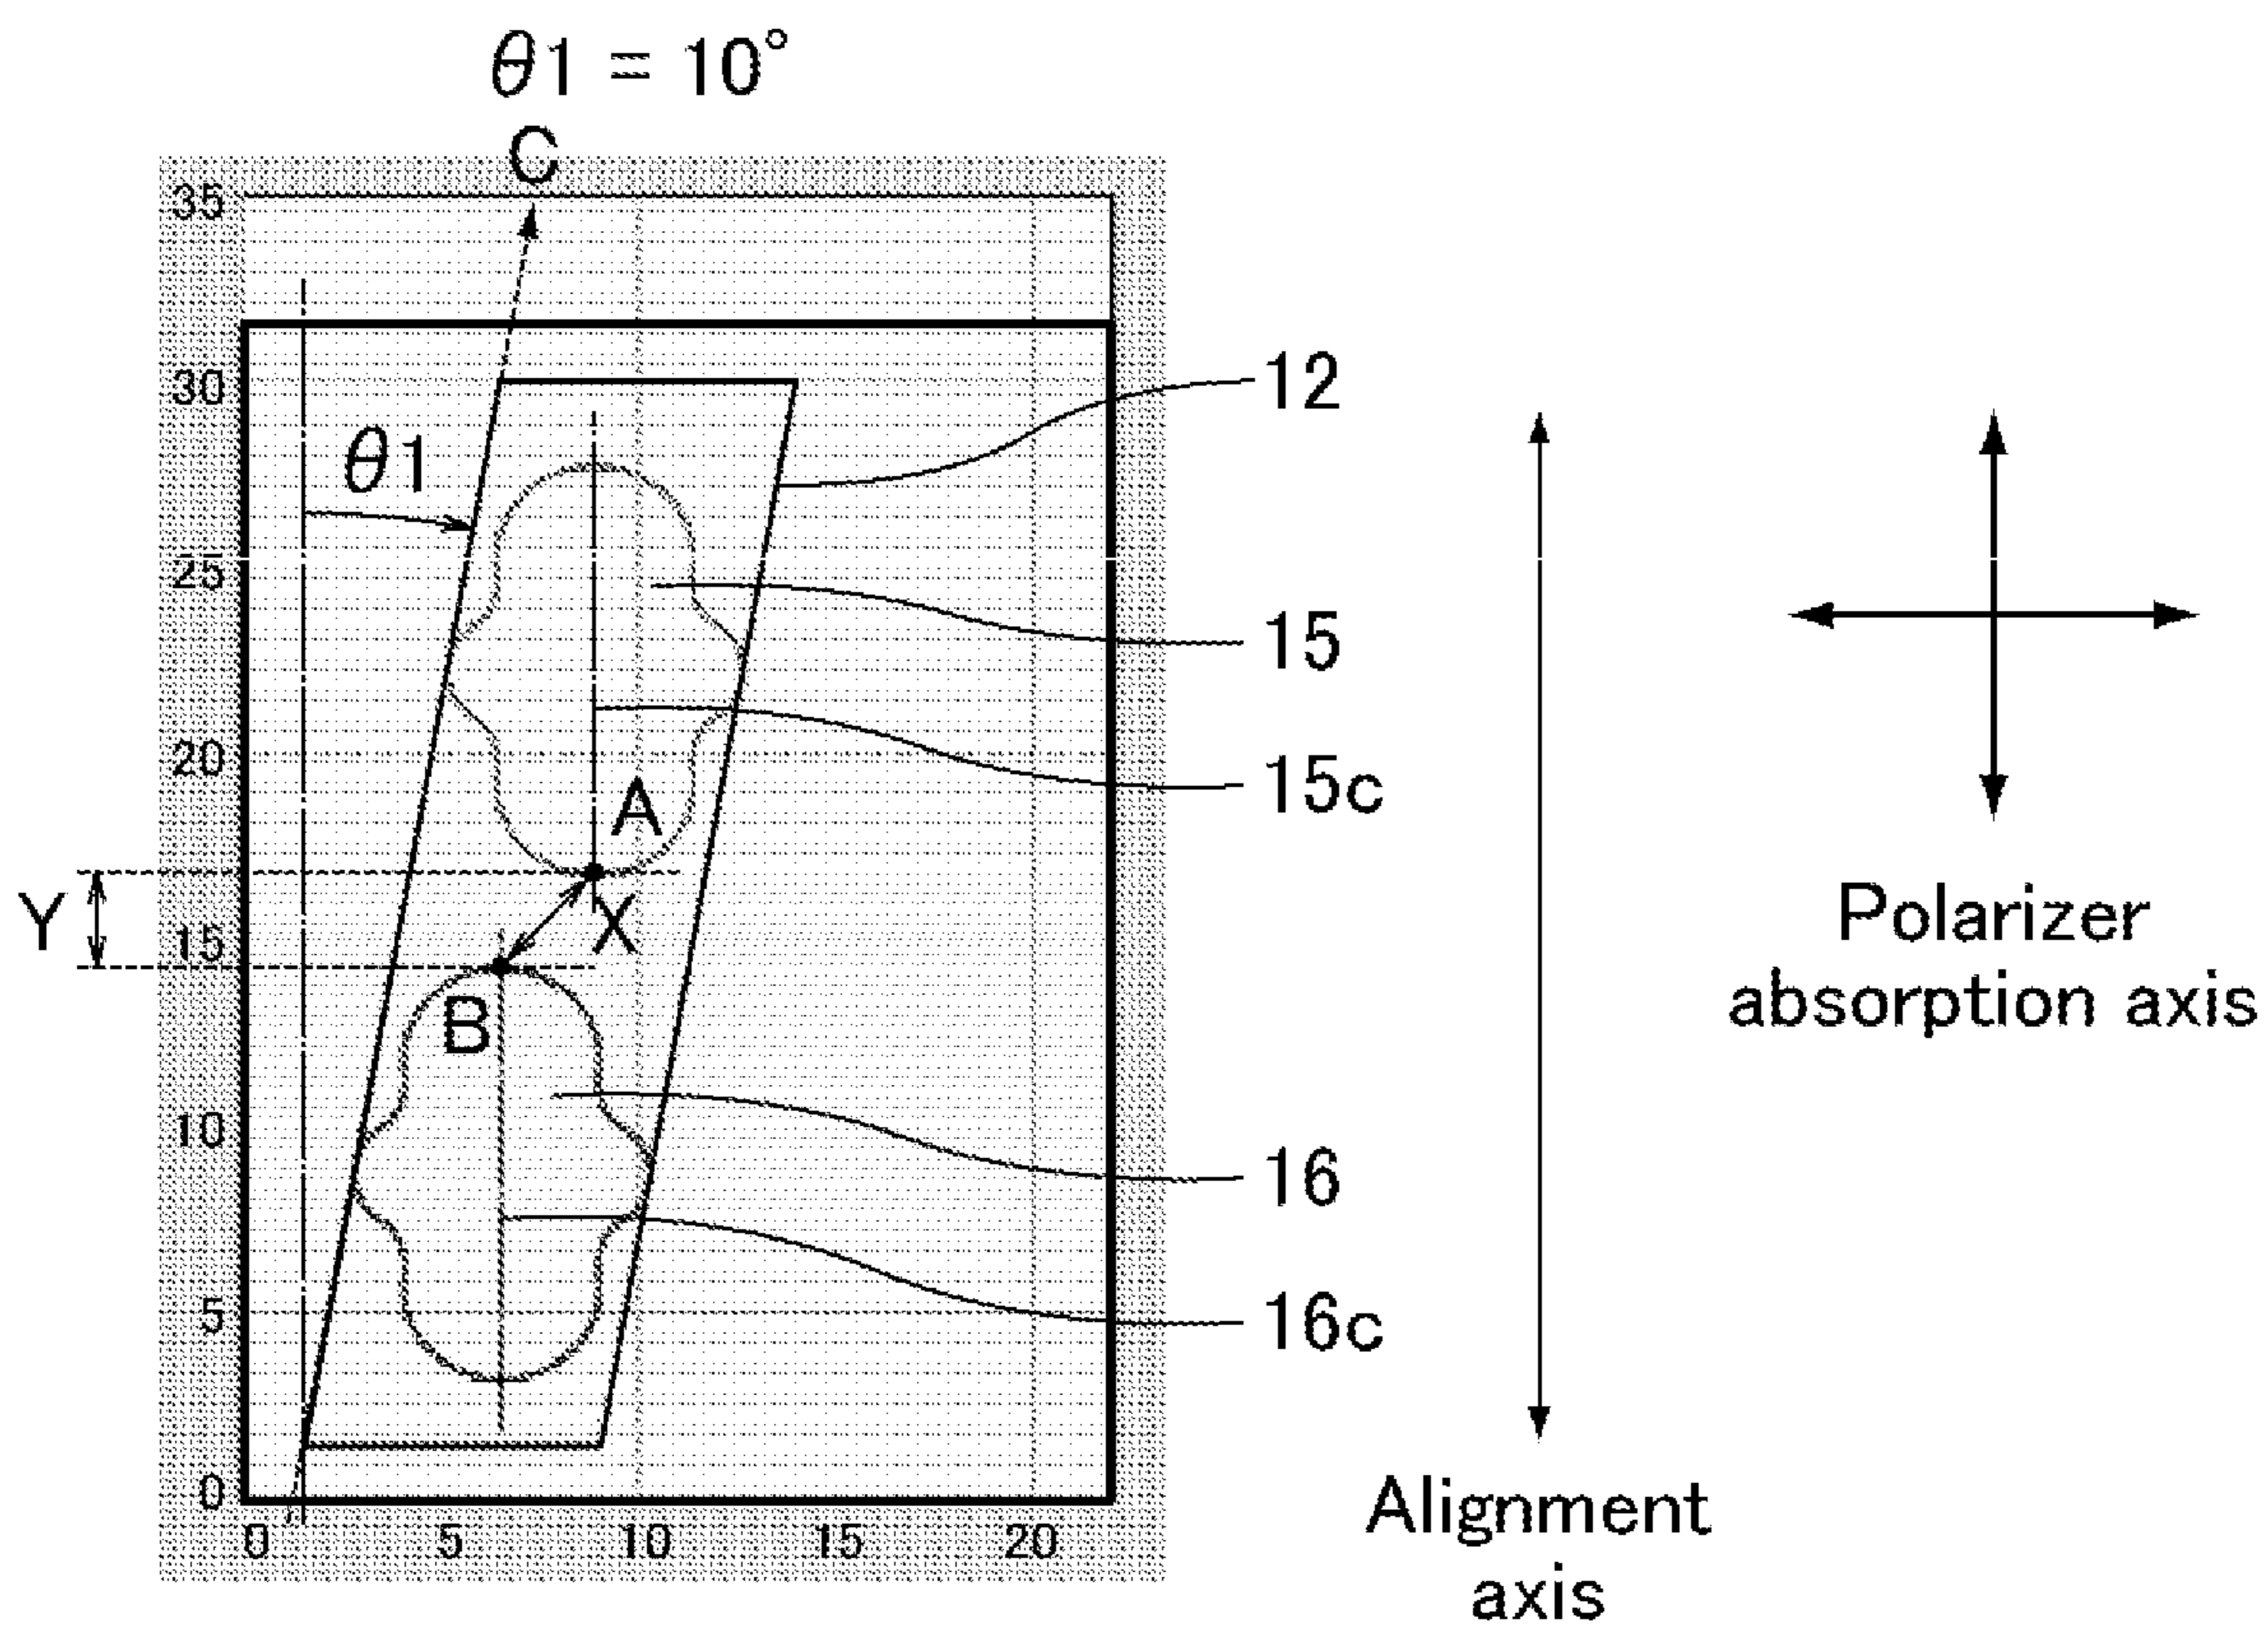 θ1 = 10°
C
35
30
12
θ1
25
15
20
15c
A
Y
15
X
Polarizer
absorption axis
B
10
16
5
16c
0
0 5 10 15 20
Alignment
axis